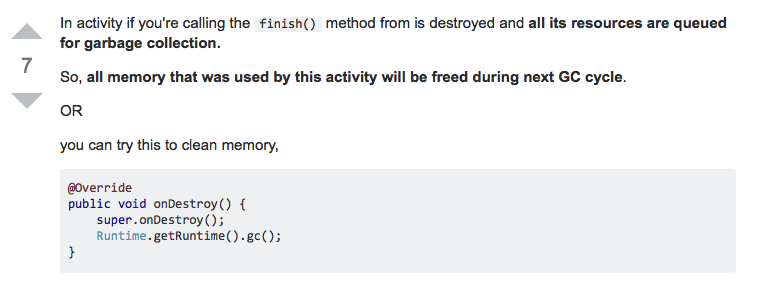 In activity if you're calling the finish() method from is destroyed and all its resources are queued
for garbage collection.
7
So, all memory that was used by this activity will be freed during next GC cycle.
OR
you can try this to clean memory,
@Override
public void onDestroy() {
    super.onDestroy();
    Runtime.getRuntime().gc();
}